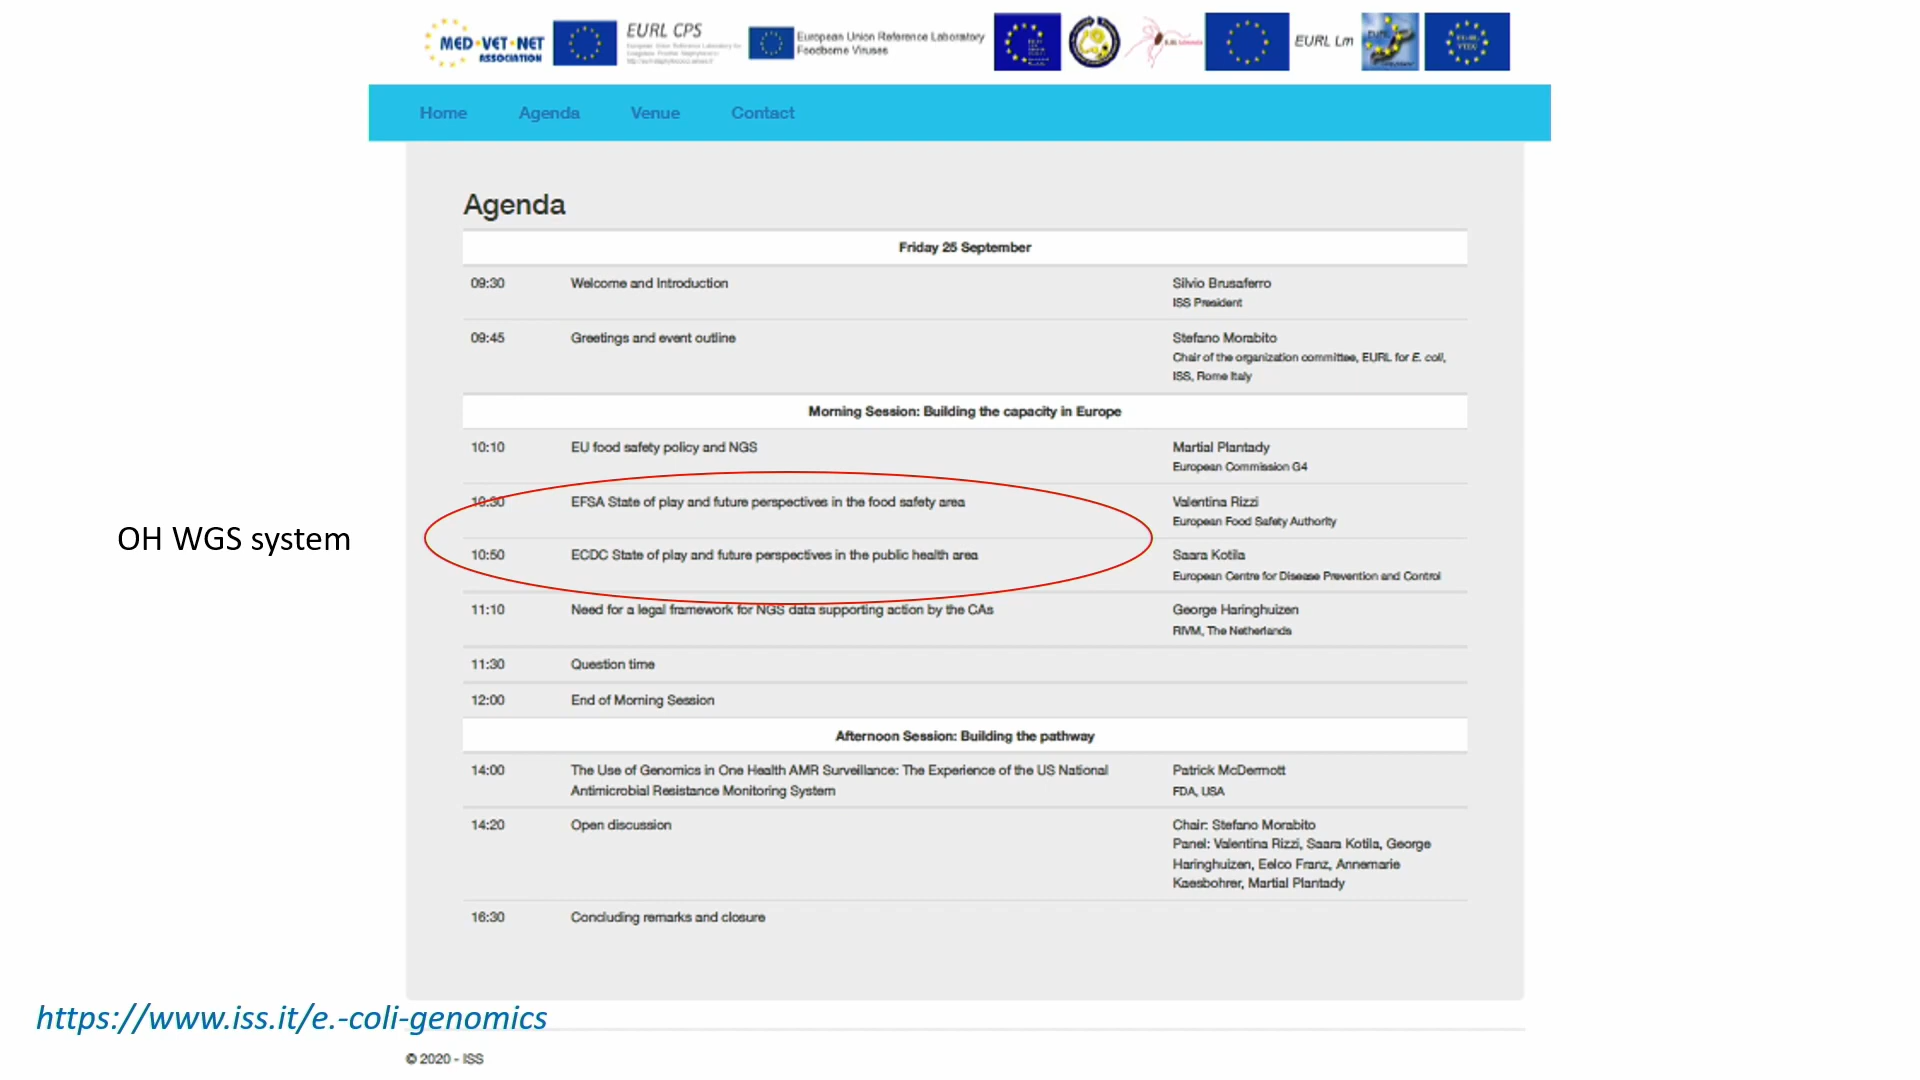 MED-VET-NET
ASSOCIATION
EURL CPS
European Union Reference Laboratory
Foodborne Viruses
EURL Lm
Home Agenda Venue Contact
Agenda
Friday 25 September
09:30 Welcome and Introduction Silvio Brusaferro
ISS President
09:45 Greetings and event outline Stefano Morabito
Chair of the organization committee, EURL for E. coli,
ISS, Rome Italy
Morning Session: Building the capacity in Europe
10:10 EU food safety policy and NGS Martial Plantady
European Commission G4
10:30 EFSA State of play and future perspectives in the food safety area Valentina Rizzi
European Food Safety Authority
OH WGS system
10:50 ECDC State of play and future perspectives in the public health area Saara Kotila
European Centre for Disease Prevention and Control
11:10 Need for a legal framework for NGS data supporting action by the CAs George Haringhuizen
RIVM, The Netherlands
11:30 Question time
12:00 End of Morning Session
Afternoon Session: Building the pathway
14:00 The Use of Genomics in One Health AMR Surveillance: The Experience of the US National Patrick McDermott
Antimicrobial Resistance Monitoring System FDA, USA
14:20 Open discussion Chair: Stefano Morabito
Panel: Valentina Rizzi, Saara Kotila, George
Haringhuizen, Eelco Franz, Annemarie
Kaesbohrer, Martial Plantady
16:30 Concluding remarks and closure
https://www.iss.it/e.-coli-genomics
© 2020 - ISS